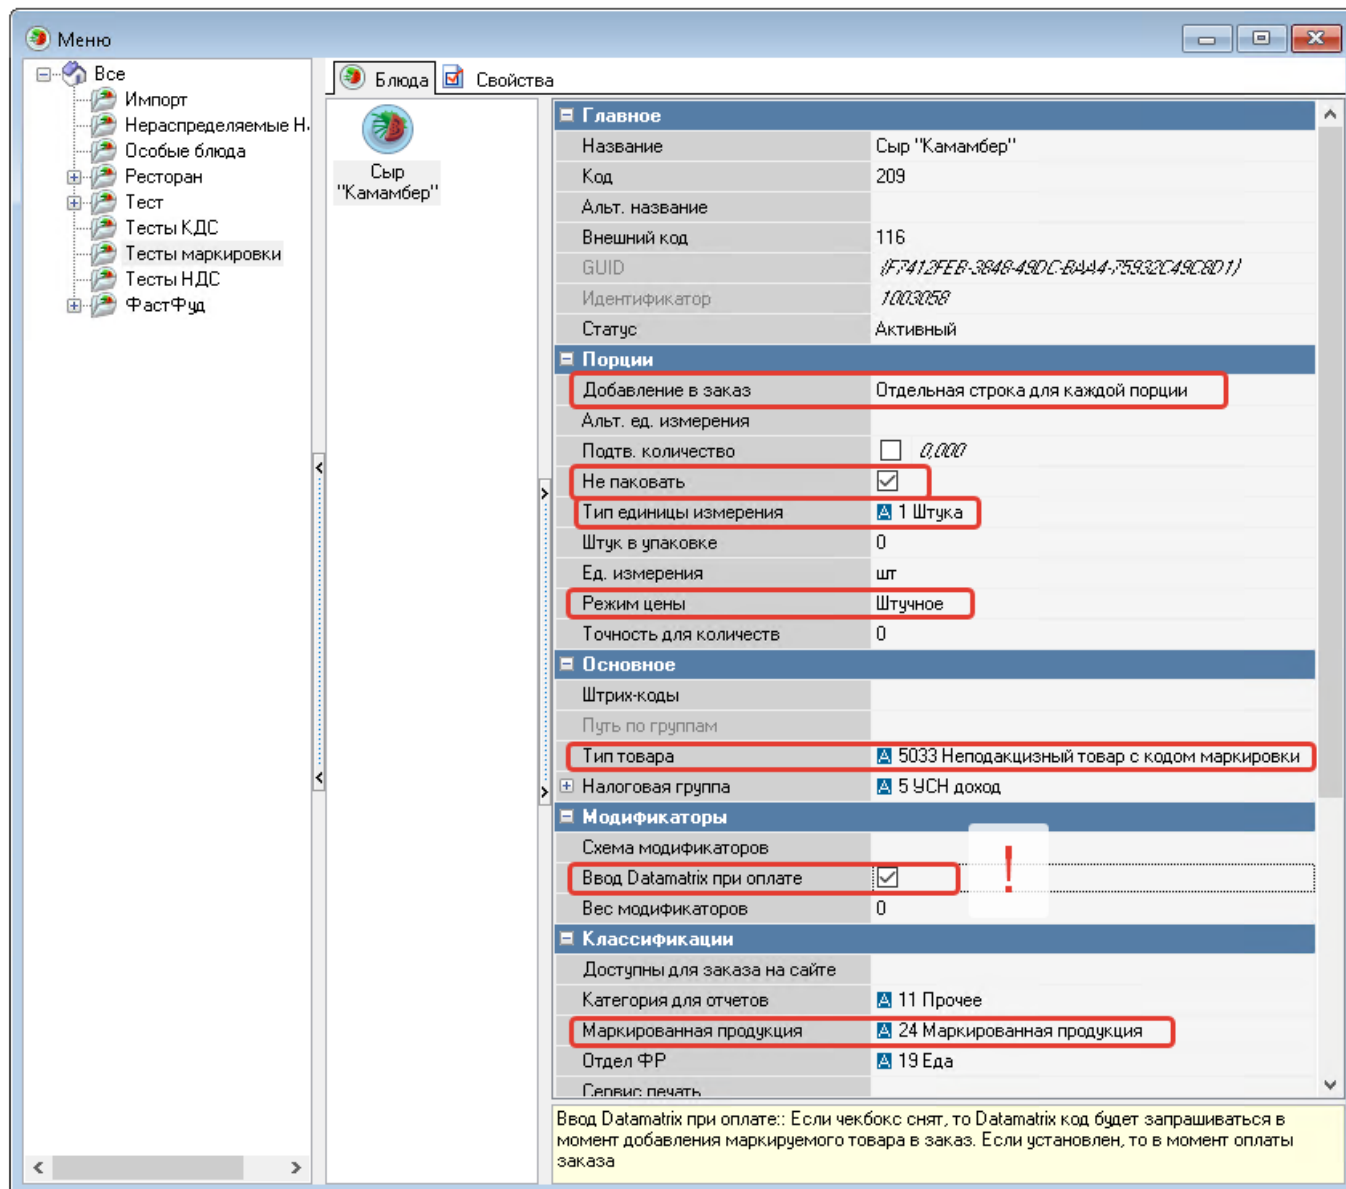 Меню
Все
Импорт
Нераспределяемые Н
Особые блюда
Ресторан
Тест
Тесты КДС
Тесты маркировки
Тесты НДС
ФастФуд
Блюда Свойства
Сыр
"Камамбер"
Главное
Название Сыр "Камамбер"
Код 209
Альт. название
Внешний код 116
GUID {F7412FEB-3848-49DC-BAA4-75932C49C8D1}
Идентификатор 1003058
Статус Активный
Порции
Добавление в заказ Отдельная строка для каждой порции
Альт. ед. измерения
Подтв. количество 0,000
Не паковать
Тип единицы измерения A 1 Штука
Штук в упаковке 0
Ед. измерения шт
Режим цены Штучное
Точность для количеств 0
Основное
Штрих-коды
Путь по группам
Тип товара A 5033 Неподакцизный товар с кодом маркировки
Налоговая группа A 5 УСН доход
Модификаторы
Схема модификаторов
Ввод Datamatrix при оплате !
Вес модификаторов 0
Классификации
Доступны для заказа на сайте
Категория для отчетов A 11 Прочее
Маркированная продукция A 24 Маркированная продукция
Отдел ФР A 19 Еда
Сервис печать
Ввод Datamatrix при оплате:: Если чекбокс снят, то Datamatrix код будет запрашиваться в
момент добавления маркируемого товара в заказ. Если установлен, то в момент оплаты
заказа